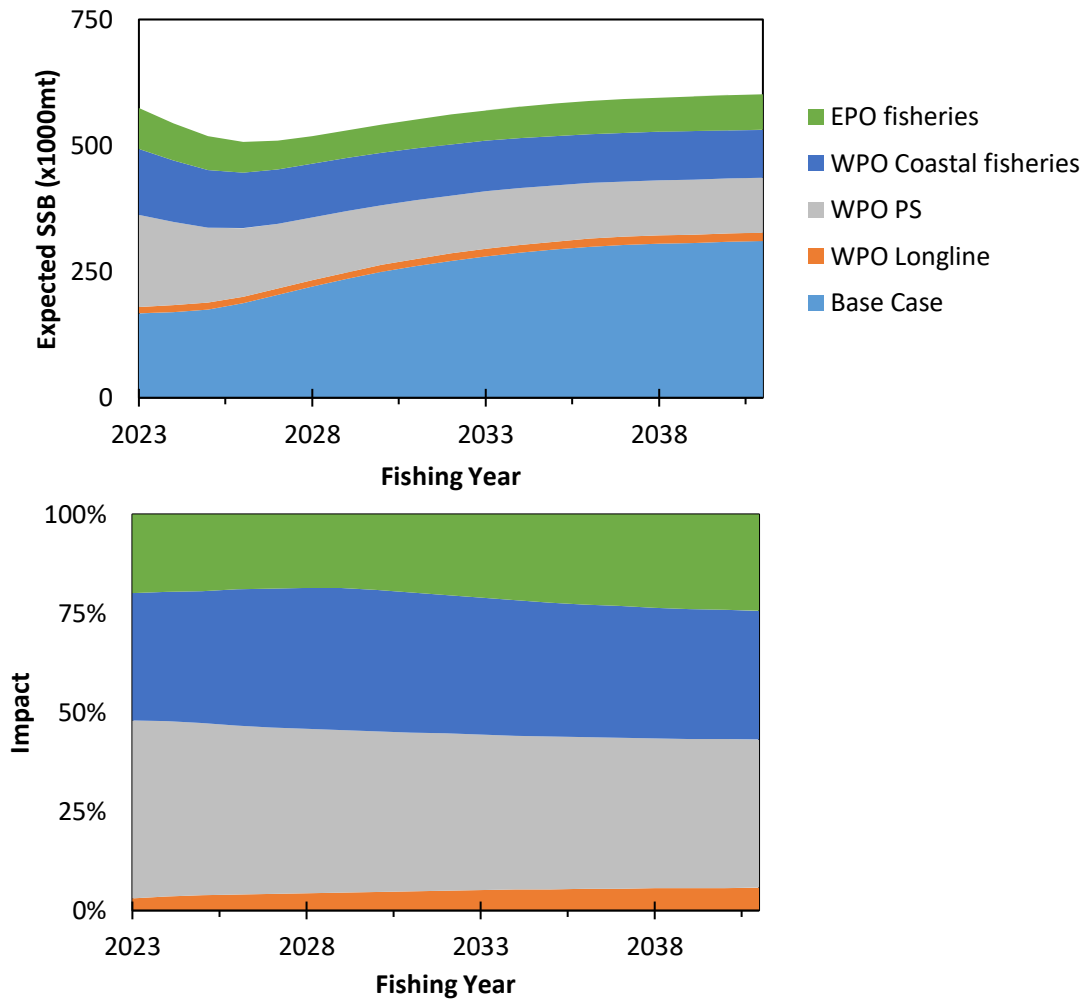 750
500
250
0
Expected SSB (x1000mt)
2023 2028 2033 2038
Fishing Year
EPO fisheries
WPO Coastal fisheries
WPO PS
WPO Longline
Base Case
100%
75%
50%
25%
0%
Impact
2023 2028 2033 2038
Fishing Year